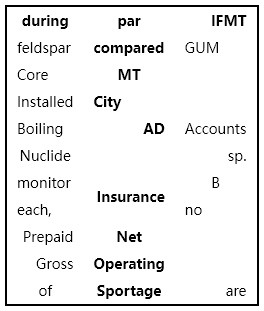 during par IFMT
feldspar compared GUM
Core MT
Installed City
Boiling AD Accounts
Nuclide sp.
monitor Insurance B
each, no
Prepaid Net
Gross Operating
of Sportage are